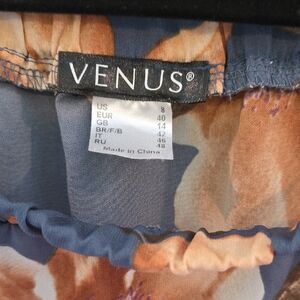 VENUS®
US 8
EUR 40
GB 14
BR/F/B 42
IT 46
RU 48
Made in China